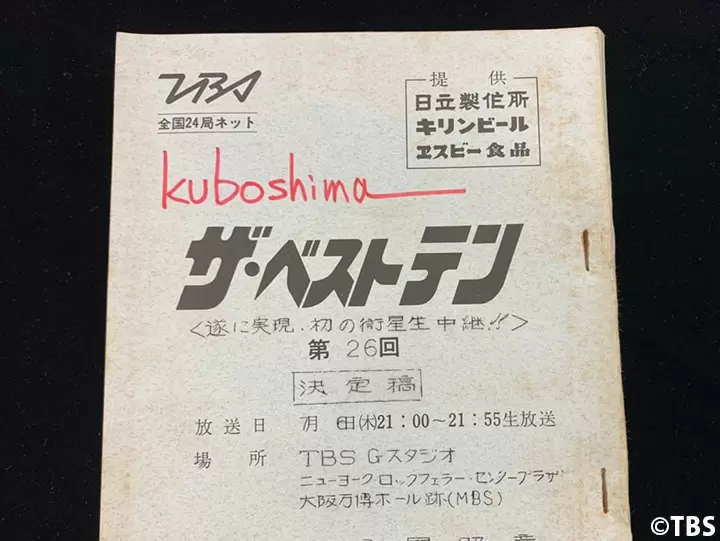 TBS
全国24局ネット
提供
日立製作所
キリンビール
ヱスビー食品
kuboshima
ザ・ベストテン
<遂に実現.初の衛星生中継!!>
第26回
決定稿
放送日 7月6日(木)21:00〜21:55生放送
場所 TBS Gスタジオ
ニューヨーク・ロックフェラー・センタープラザ
大阪万博ホール跡(MBS)
©TBS